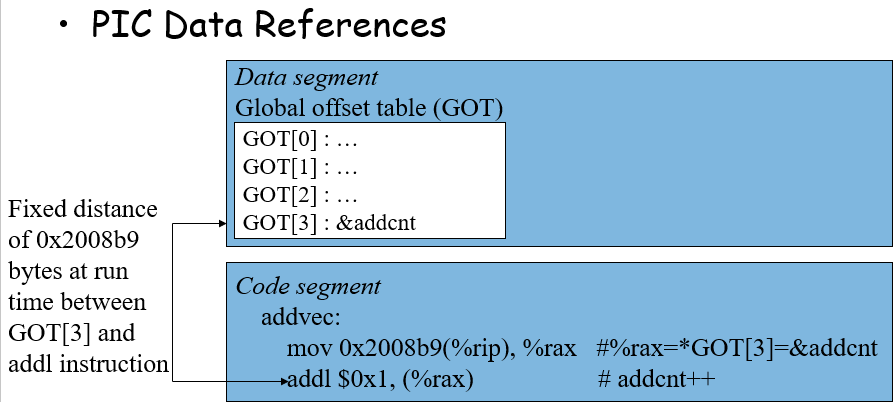 • PIC Data References
Data segment
Global offset table (GOT)
GOT[0] : …
GOT[1] : …
GOT[2] : …
GOT[3] : &addcnt
Fixed distance
of 0x2008b9
bytes at run
time between
GOT[3] and
addl instruction
Code segment
addvec:
mov 0x2008b9(%rip), %rax #%rax=*GOT[3]=&addcnt
addl $0x1, (%rax) # addcnt++